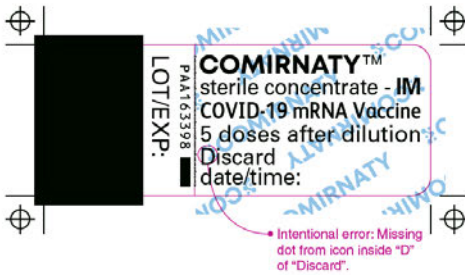 LOT/EXP:
PAA163398
COMIRNATY™
sterile concentrate - IM
COVID-19 mRNA Vaccine
5 doses after dilution
Discard
date/time:
COMIRNATY
Intentional error: Missing
dot from icon inside “D”
of “Discard”.